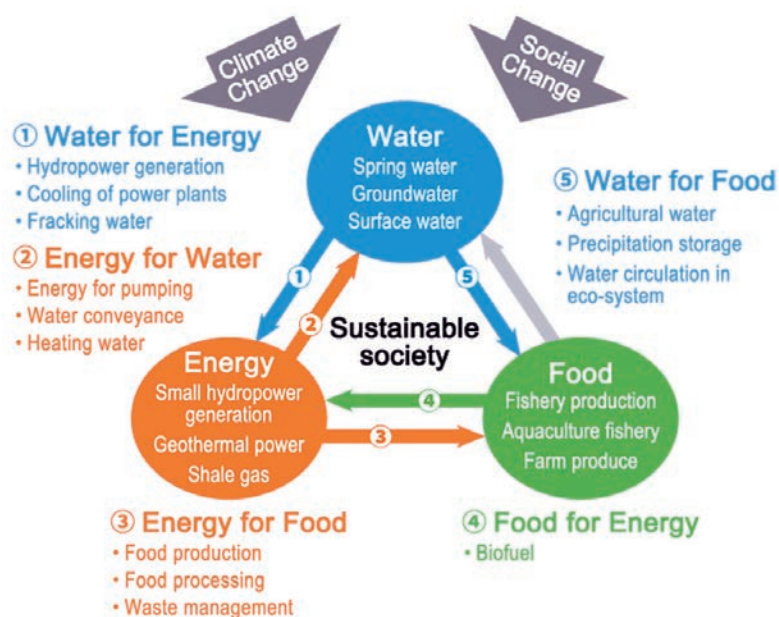 Climate
Change
Social
Change
① Water for Energy
• Hydropower generation
• Cooling of power plants
• Fracking water
② Energy for Water
• Energy for pumping
• Water conveyance
• Heating water
Water
Spring water
Groundwater
Surface water
⑤ Water for Food
• Agricultural water
• Precipitation storage
• Water circulation in
eco-system
①
②
⑤
Sustainable
society
Energy
Small hydropower
generation
Geothermal power
Shale gas
④
③
Food
Fishery production
Aquaculture fishery
Farm produce
③ Energy for Food
• Food production
• Food processing
• Waste management
④ Food for Energy
• Biofuel